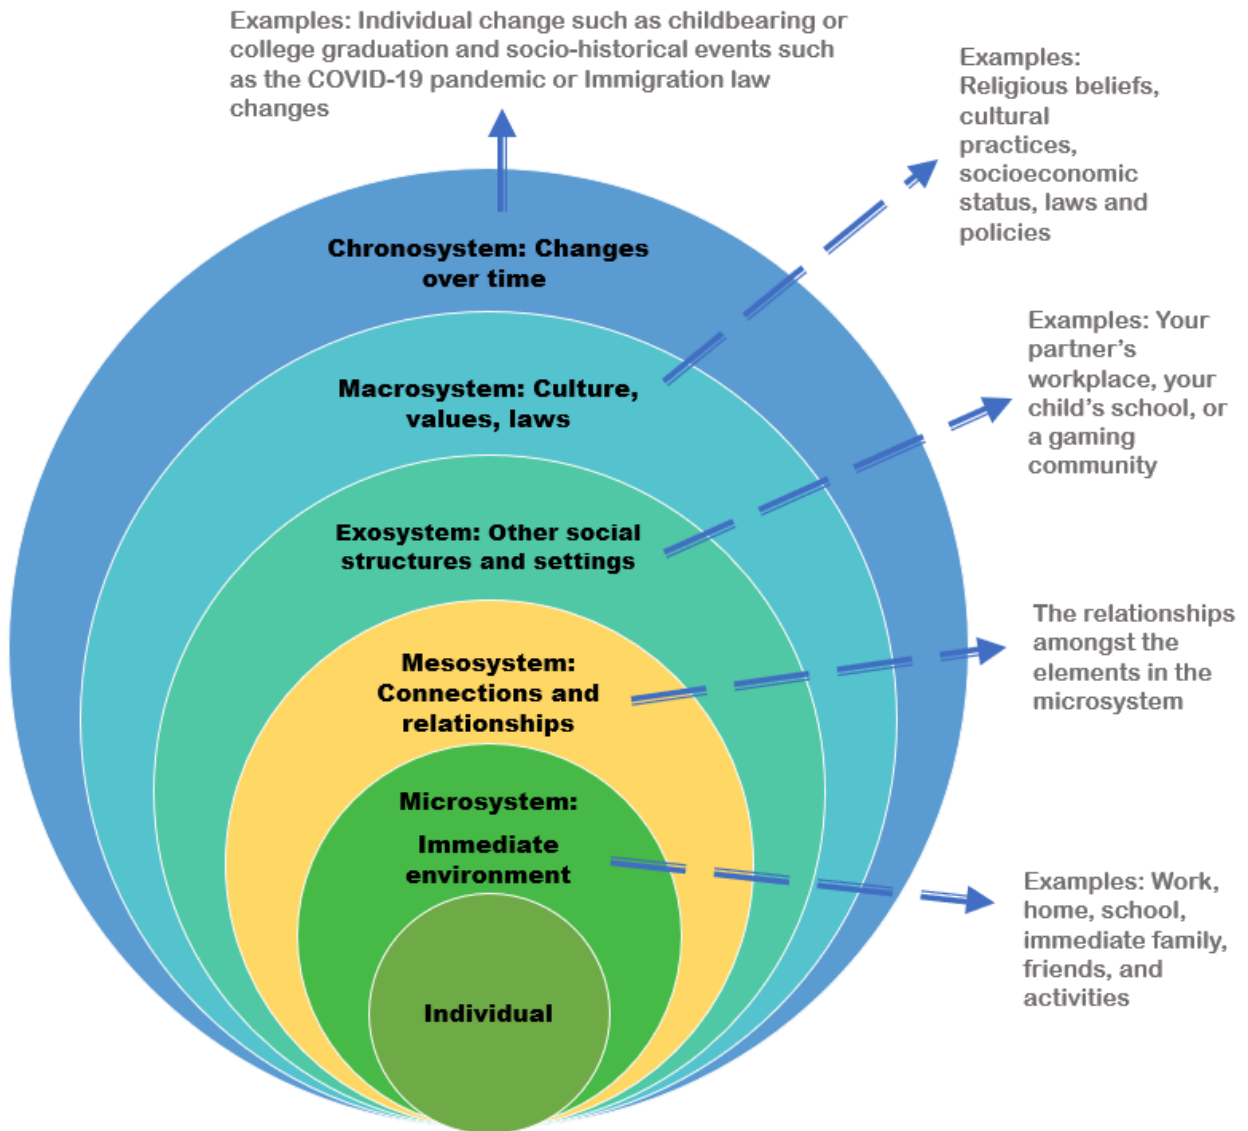 Examples: Individual change such as childbearing or
college graduation and socio-historical events such
as the COVID-19 pandemic or Immigration law
changes
Examples:
Religious beliefs,
cultural
practices,
socioeconomic
status, laws and
policies
Chronosystem: Changes
over time
Examples: Your
partner’s
workplace, your
child’s school, or
a gaming
community
Macrosystem: Culture,
values, laws
Exosystem: Other social
structures and settings
The relationships
amongst the
elements in the
microsystem
Mesosystem:
Connections and
relationships
Microsystem:
Immediate
environment
Examples: Work,
home, school,
immediate family,
friends, and
activities
Individual